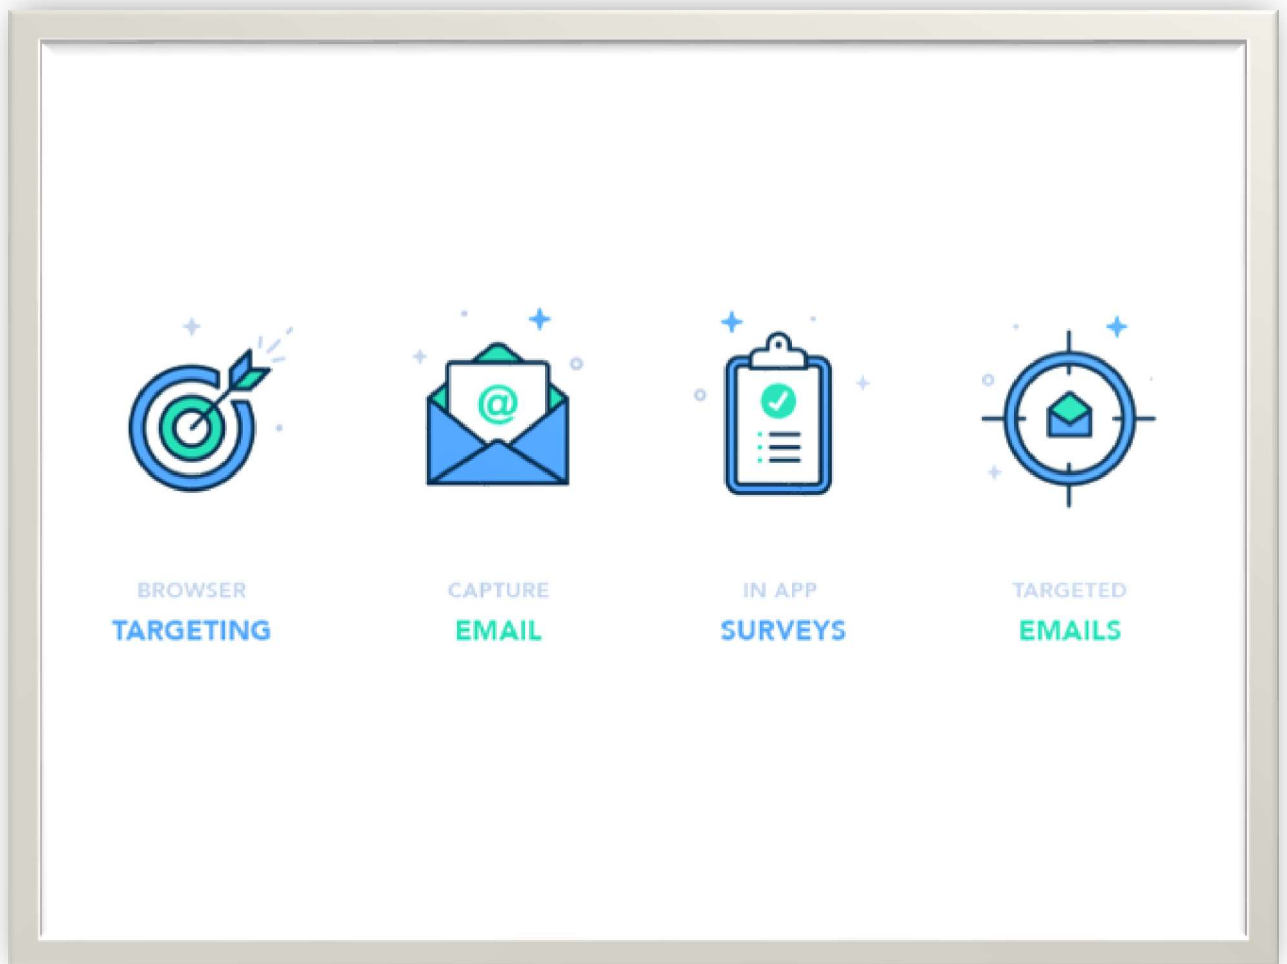 @
BROWSER
TARGETING
CAPTURE
EMAIL
IN APP
SURVEYS
TARGETED
EMAILS